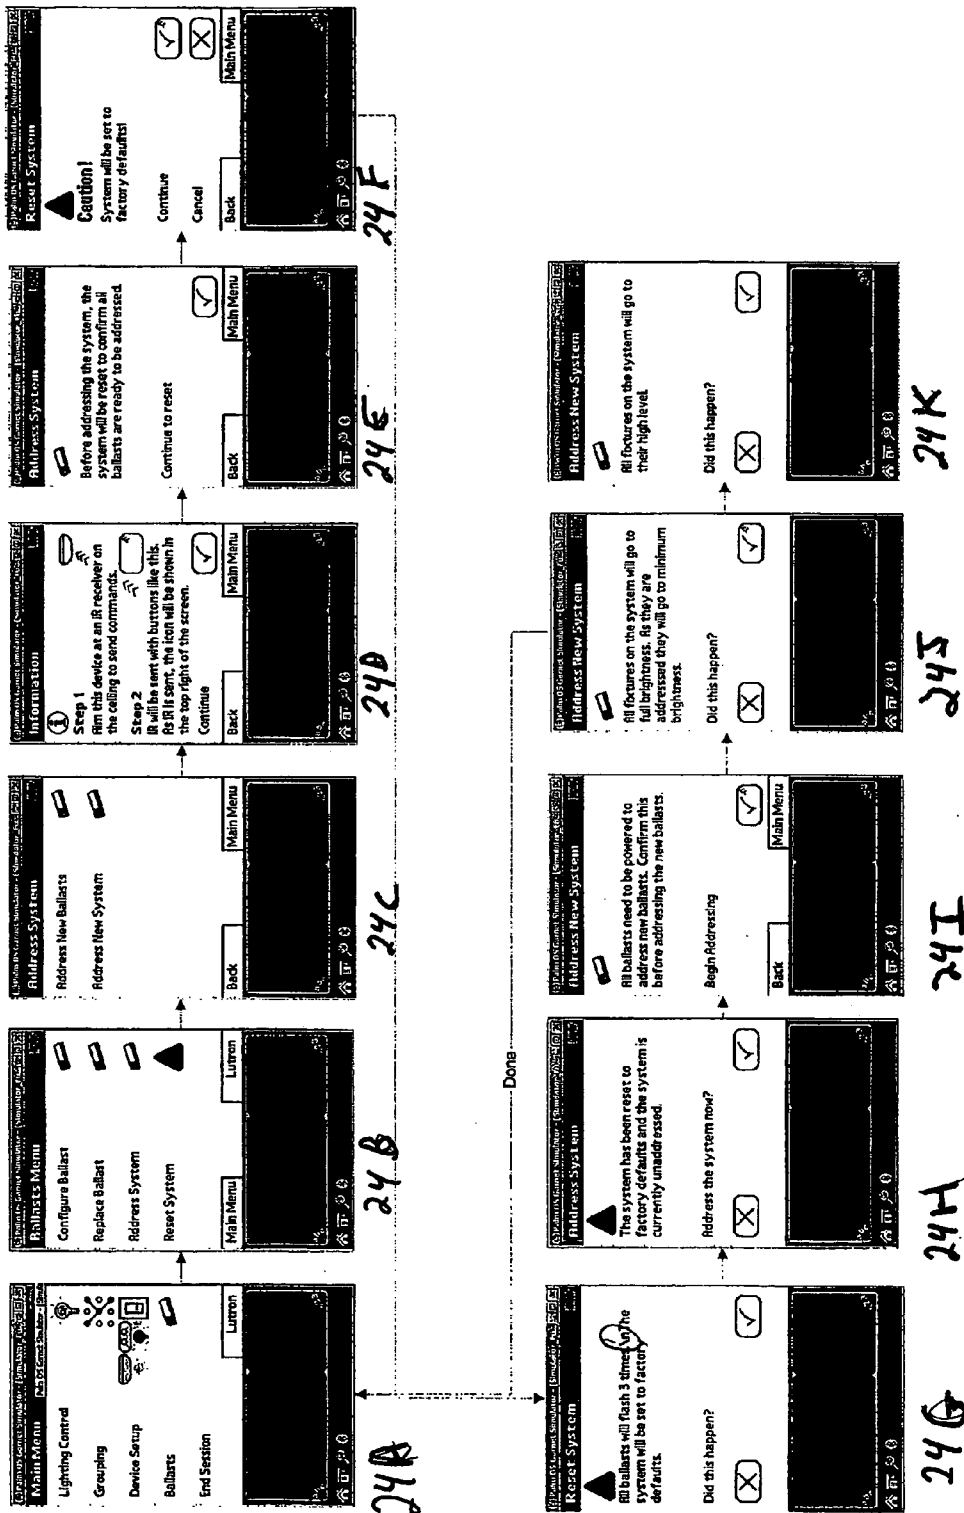 Main Menu
Lighting Control
Grouping
Device Setup
Ballasts
End Session
Lutron
24A
Ballasts Menu
Configure Ballast
Replace Ballast
Address System
Reset System
Main Menu
Lutron
24B
Address System
Address New Ballasts
Address New System
Back
Main Menu
24C
Information
Step 1
Aim this device at an IR receiver on
the ceiling to send commands.
Step 2
IR will be sent with buttons like this.
As IR is sent, the icon will be shown in
the top right of the screen.
Continue
Back
Main Menu
24D
Address System
Before addressing the system, the
system will be reset to confirm all
ballasts are ready to be addressed.
Continue to reset
Back
Main Menu
24E
Reset System
Caution!
System will be set to
factory defaults!
Continue
Cancel
Back
Main Menu
24F
Done
Reset System
All ballasts will flash 3 times \nThe
system will be set to factory
defaults.
Did this happen?
24G
Address System
The system has been reset to
factory defaults and the system is
currently unaddressed.
Address the system now?
24H
Address New System
All ballasts need to be powered to
address new ballasts. Confirm this
before addressing the new ballasts.
Begin Addressing
Back
Main Menu
24I
Address New System
All fixtures on the system will go to
full brightness. As they are
addressed they will go to minimum
brightness.
Did this happen?
24J
Address New System
All fixtures on the system will go to
their high level.
Did this happen?
24K